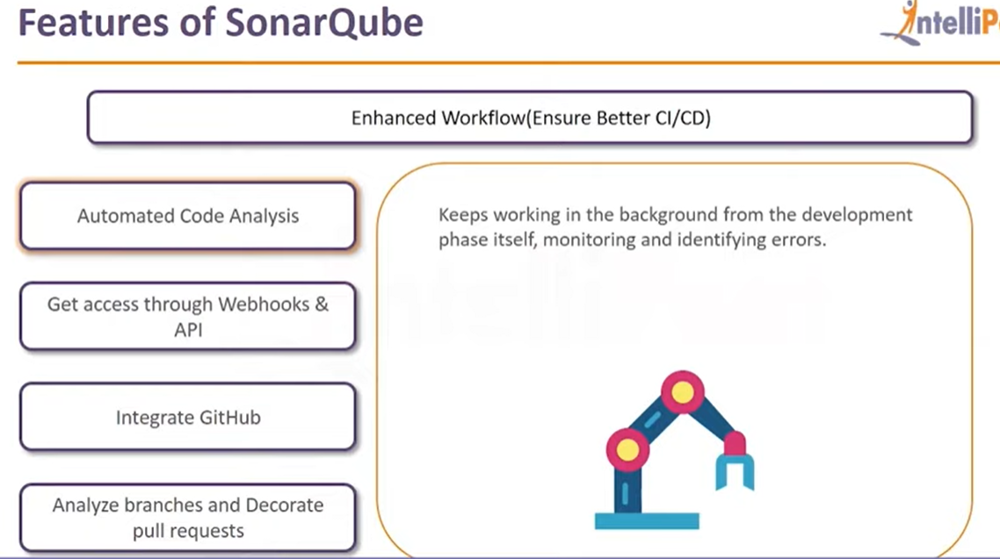 Features of SonarQube
ntelliP
Enhanced Workflow(Ensure Better CI/CD)
Automated Code Analysis
Keeps working in the background from the development
phase itself, monitoring and identifying errors.
Get access through Webhooks &
API
Integrate GitHub
Analyze branches and Decorate
pull requests